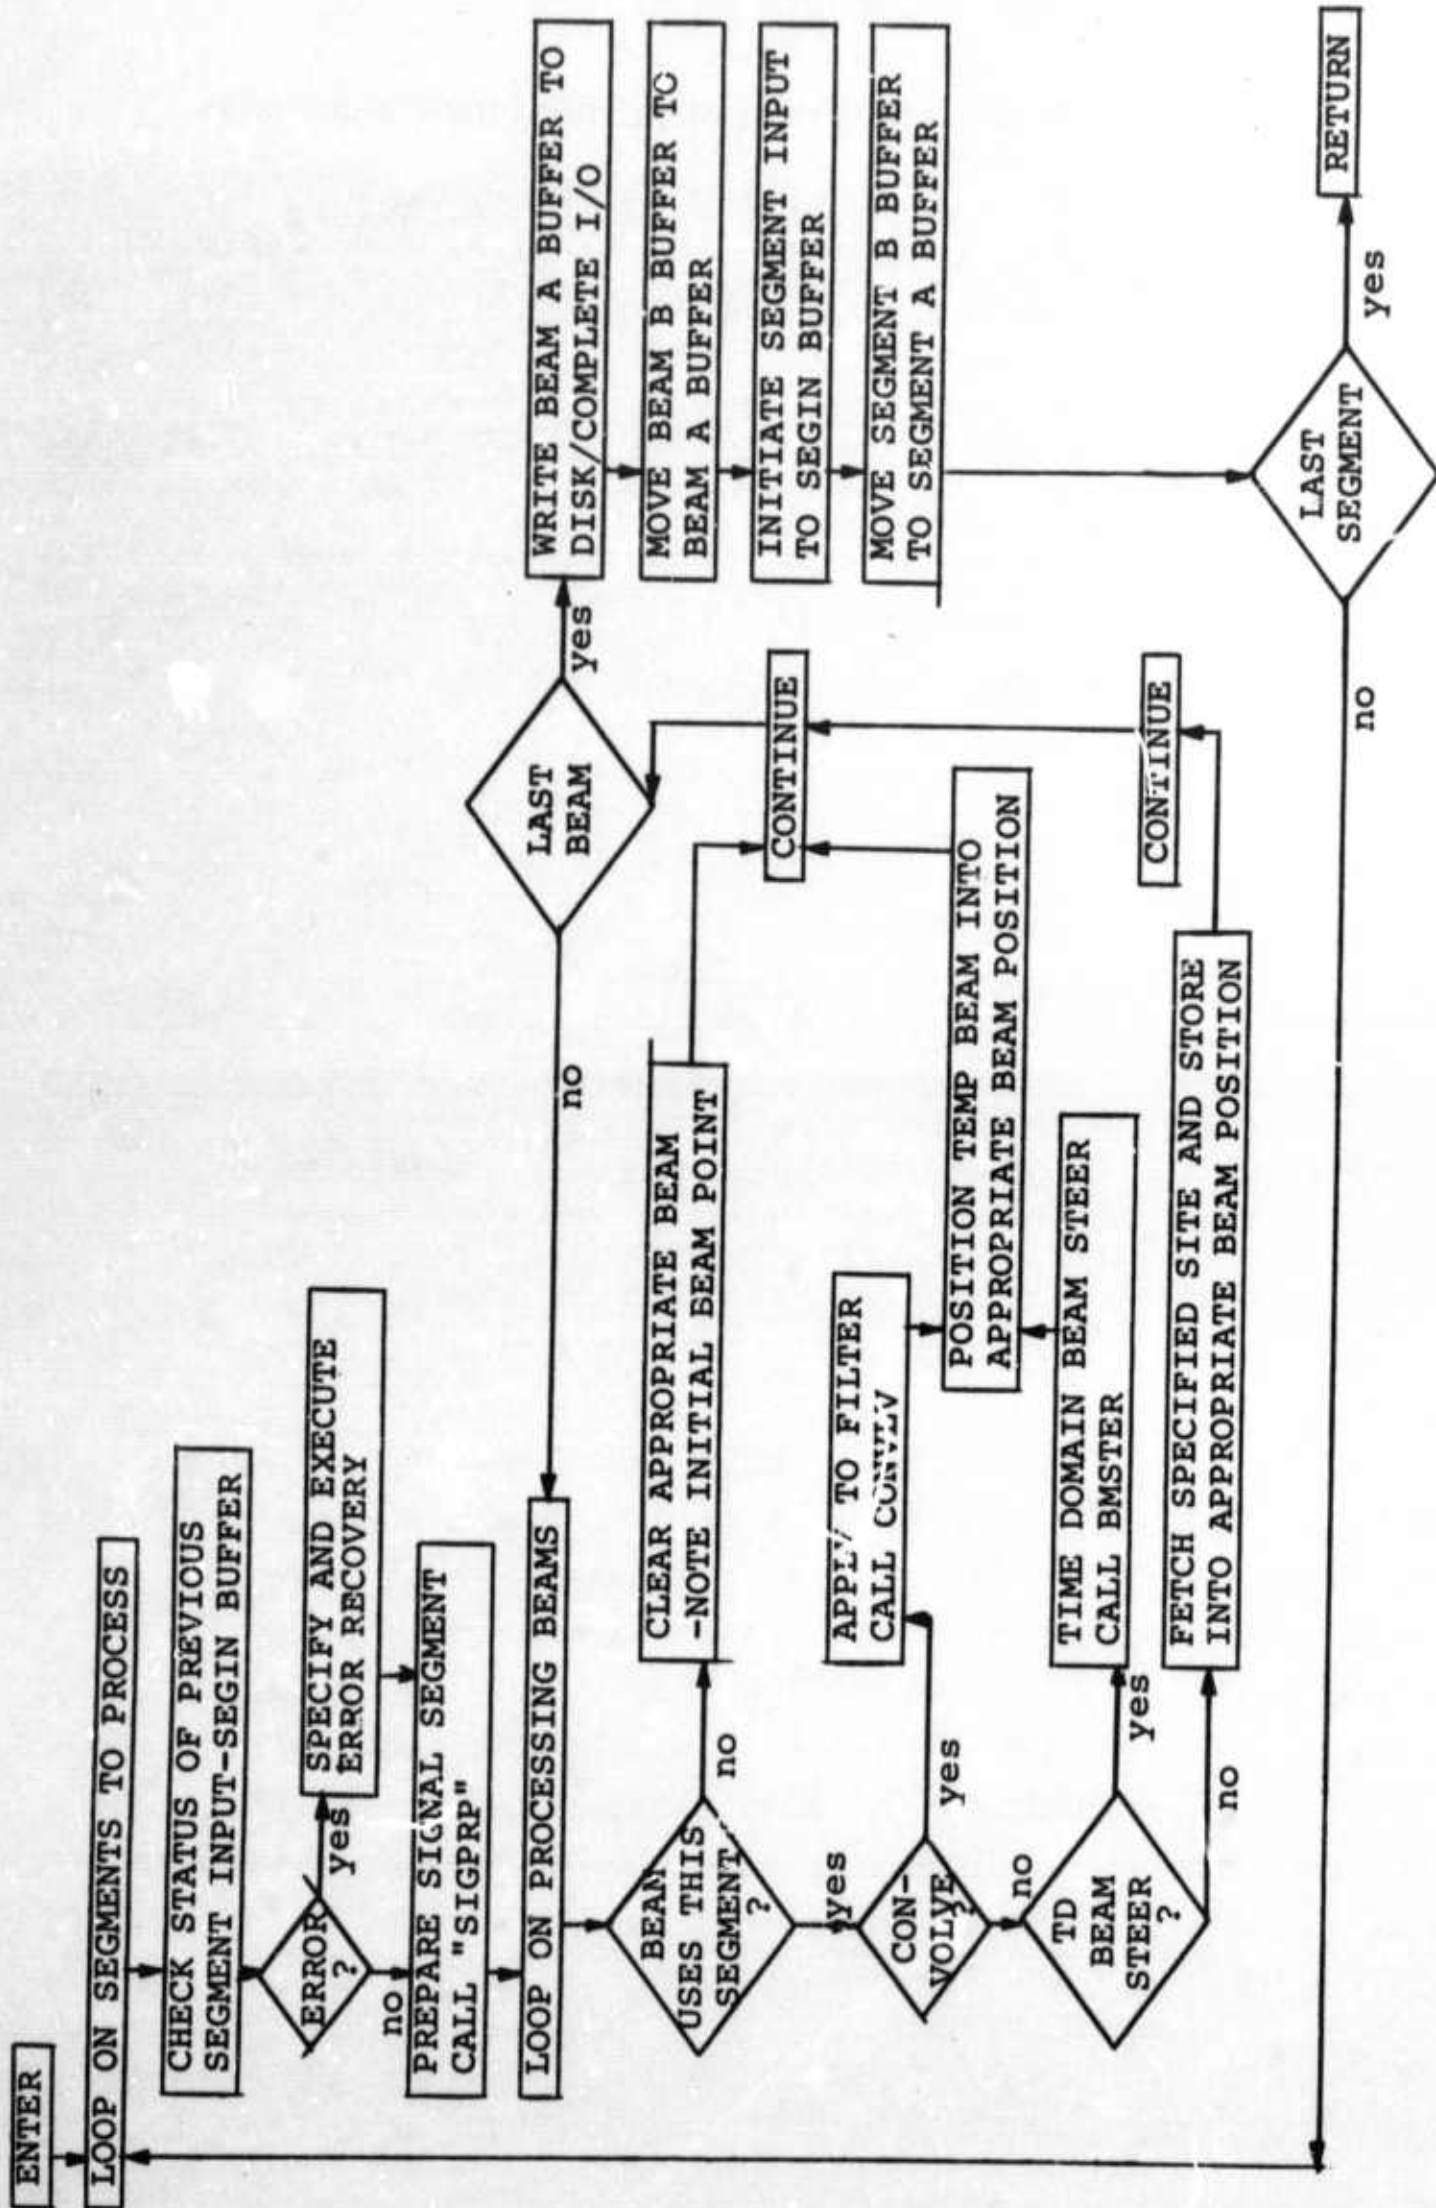 ENTER
LOOP ON SEGMENTS TO PROCESS
CHECK STATUS OF PREVIOUS
SEGMENT INPUT-SEGIN BUFFER
ERROR
?
yes
SPECIFY AND EXECUTE
ERROR RECOVERY
no
PREPARE SIGNAL SEGMENT
CALL "SIGPRP"
LOOP ON PROCESSING BEAMS
BEAM
USES THIS
SEGMENT
?
no
CLEAR APPROPRIATE BEAM
-NOTE INITIAL BEAM POINT
yes
CON-
VOLVE
?
yes
APPLY TO FILTER
CALL CONVLV
POSITION TEMP BEAM INTO
APPROPRIATE BEAM POSITION
no
TD
BEAM
STEER
?
yes
TIME DOMAIN BEAM STEER
CALL BMSTER
no
FETCH SPECIFIED SITE AND STORE
INTO APPROPRIATE BEAM POSITION
CONTINUE
CONTINUE
LAST
BEAM
no
yes
WRITE BEAM A BUFFER TO
DISK/COMPLETE I/O
MOVE BEAM B BUFFER TO
BEAM A BUFFER
INITIATE SEGMENT INPUT
TO SEGIN BUFFER
MOVE SEGMENT B BUFFER
TO SEGMENT A BUFFER
LAST
SEGMENT
no
yes
RETURN